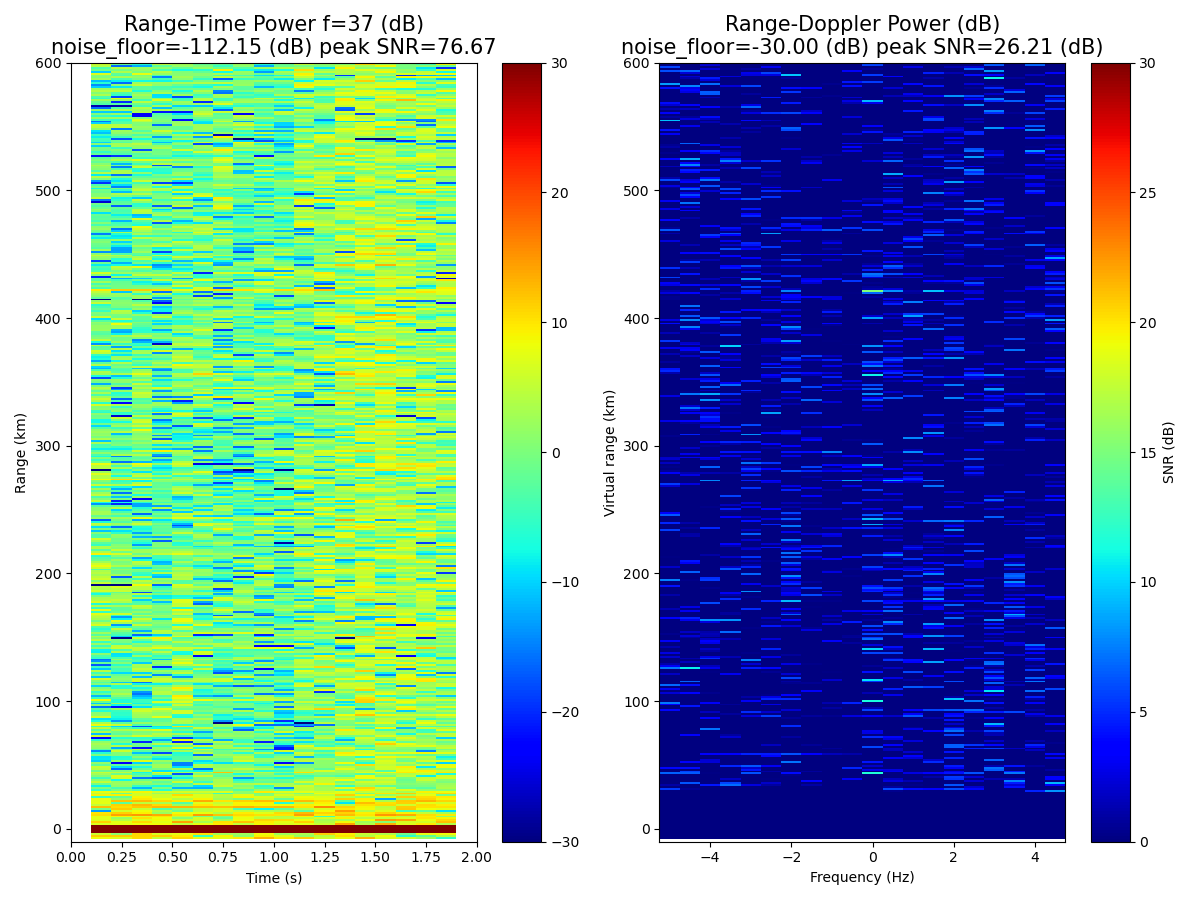 Range-Time Power f=37 (dB)
noise_floor=-112.15 (dB) peak SNR=76.67
Range-Doppler Power (dB)
noise_floor=-30.00 (dB) peak SNR=26.21 (dB)
600
500
400
300
200
100
0
Range (km)
0.00 0.25 0.50 0.75 1.00 1.25 1.50 1.75 2.00
Time (s)
30
20
10
0
−10
−20
−30
600
500
400
300
200
100
0
Virtual range (km)
−4 −2 0 2 4
Frequency (Hz)
30
25
20
15
10
5
0
SNR (dB)